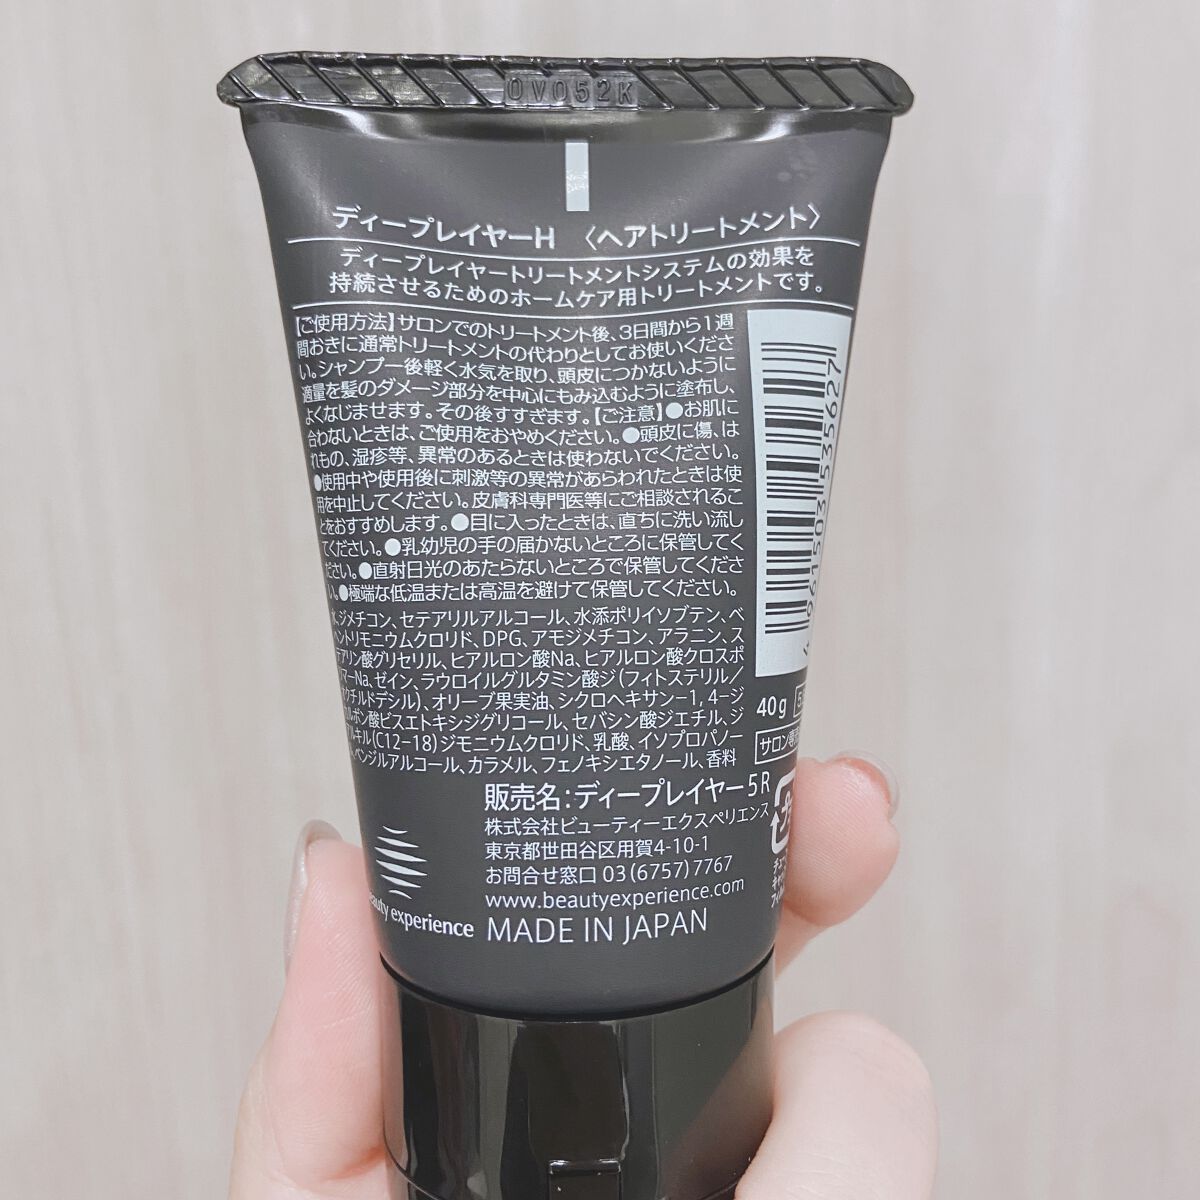 0V052K
ディープレイヤーH 〈ヘアトリートメント〉
ディープレイヤートリートメントシステムの効果を
持続させるためのホームケア用トリートメントです。
【ご使用方法】サロンでのトリートメント後、3日間から1週
間おきに通常トリートメントの代わりとしてお使いくださ
い。シャンプー後軽く水気を取り、頭皮につかないように
適量を髪のダメージ部分を中心にもみ込むように塗布し、
よくなじませます。その後すすぎます。【ご注意】●お肌に
合わないときは、ご使用をおやめください。●頭皮に傷、は
れもの、湿疹等、異常のあるときは使わないでください。
●使用中や使用後に刺激等の異常があらわれたときは使
用を中止してください。皮膚科専門医等にご相談されるこ
とをおすすめします。●目に入ったときは、直ちに洗い流し
てください。●乳幼児の手の届かないところに保管してく
ださい。●直射日光のあたらないところで保管してくださ
い。●極端な低温または高温を避けて保管してください。
水、ジメチコン、セテアリルアルコール、水添ポリイソブテン、ベ
ヘントリモニウムクロリド、DPG、アモジメチコン、アラニン、ス
テアリン酸グリセリル、ヒアルロン酸Na、ヒアルロン酸クロスポ
リマーNa、ゼイン、ラウロイルグルタミン酸ジ(フィトステリル/
オクチルドデシル)、オリーブ果実油、シクロヘキサン-1, 4-ジ
カルボン酸ビスエトキシジグリコール、セバシン酸ジエチル、ジ
アルキル(C12-18)ジモニウムクロリド、乳酸、イソプロパノー
ル、ベンジルアルコール、カラメル、フェノキシエタノール、香料
4 961503 535627
40g
サロン専
販売名:ディープレイヤー5R
株式会社ビューティーエクスペリエンス
東京都世田谷区用賀4-10-1
お問合せ窓口 03(6757)7767
www.beautyexperience.com
MADE IN JAPAN
beauty experience